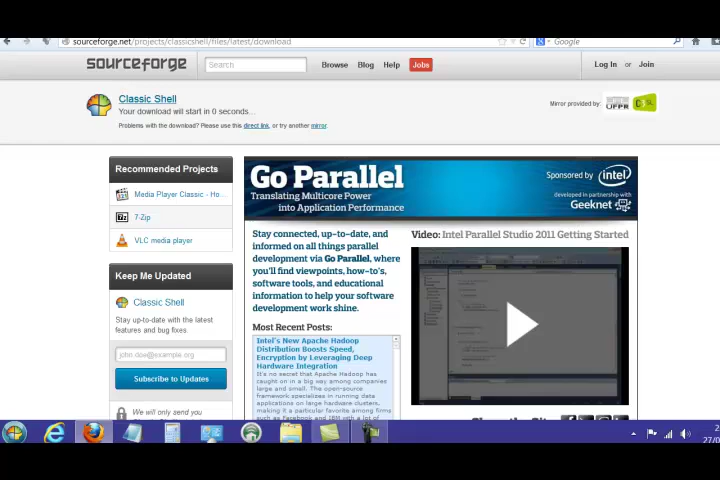 sourceforge.net/projects/classicshell/files/latest/download
Google
sourceforge
Search
Browse Blog Help Jobs
Log In or Join
Classic Shell
Your download will start in 0 seconds...
Problems with the download? Please use this direct link, or try another mirror.
Mirror provided by:
UFPR
Recommended Projects
Media Player Classic - Ho...
7-Zip
VLC media player
Keep Me Updated
Classic Shell
Stay up-to-date with the latest
features and bug fixes.
john.doe@example.org
Subscribe to Updates
We will only send you
Go Parallel
Translating Multicore Power
into Application Performance
Sponsored by intel
developed in partnership with
Geeknet
Stay connected, up-to-date, and
informed on all things parallel
development via Go Parallel, where
you'll find viewpoints, how-to's,
software tools, and educational
information to help your software
development work shine.
Most Recent Posts:
Intel's New Apache Hadoop
Distribution Boosts Speed,
Encryption by Leveraging Deep
Hardware Integration
It's no secret that Apache Hadoop has
caught on in a big way among companies
large and small. The open-source
framework specializes in running data
applications on large hardware clusters,
making it a particular favorite among firms
such as Facebook and IBM with a lot of
Video: Intel Parallel Studio 2011 Getting Started